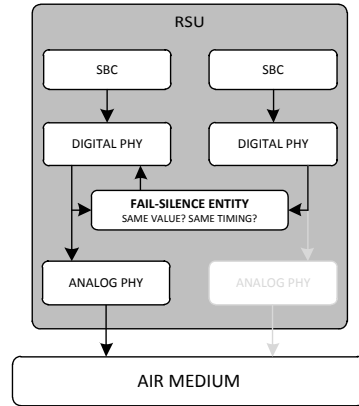 RSU
SBC
SBC
DIGITAL PHY
DIGITAL PHY
FAIL-SILENCE ENTITY
SAME VALUE? SAME TIMING?
ANALOG PHY
ANALOG PHY
AIR MEDIUM